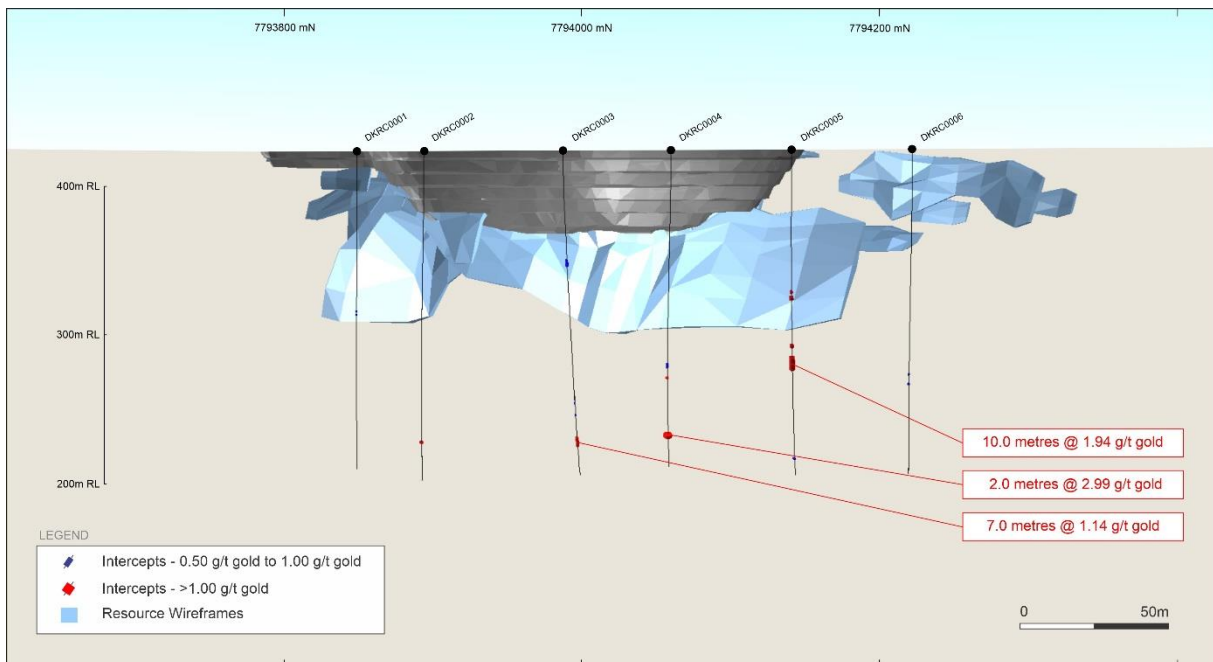 7793800 mN
7794000 mN
7794200 mN
DKRC0001
DKRC0002
DKRC0003
DKRC0004
DKRC0005
DKRC0006
400m RL
300m RL
200m RL
10.0 metres @ 1.94 g/t gold
2.0 metres @ 2.99 g/t gold
7.0 metres @ 1.14 g/t gold
LEGEND
Intercepts - 0.50 g/t gold to 1.00 g/t gold
Intercepts - >1.00 g/t gold
Resource Wireframes
0 50m